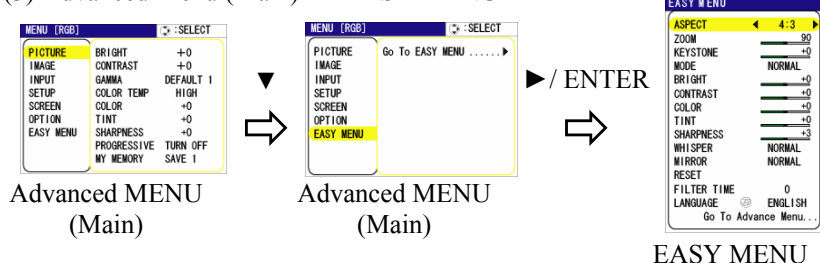 EASY MENU
MENU [RGB] :SELECT
PICTURE BRIGHT +0
IMAGE CONTRAST +0
INPUT GAMMA DEFAULT 1
SETUP COLOR TEMP HIGH
SCREEN COLOR +0
OPTION TINT +0
EASY MENU SHARPNESS +0
PROGRESSIVE TURN OFF
MY MEMORY SAVE 1
Advanced MENU
(Main)
▼
MENU [RGB] :SELECT
PICTURE Go To EASY MENU ......▶
IMAGE
INPUT
SETUP
SCREEN
OPTION
EASY MENU
Advanced MENU
(Main)
►/ ENTER
ASPECT ◀ 4:3 ▶
ZOOM 90
KEYSTONE +0
MODE NORMAL
BRIGHT +0
CONTRAST +0
COLOR +0
TINT +0
SHARPNESS +3
WHISPER NORMAL
MIRROR NORMAL
RESET
FILTER TIME 0
LANGUAGE ENGLISH
Go To Advance Menu...
EASY MENU